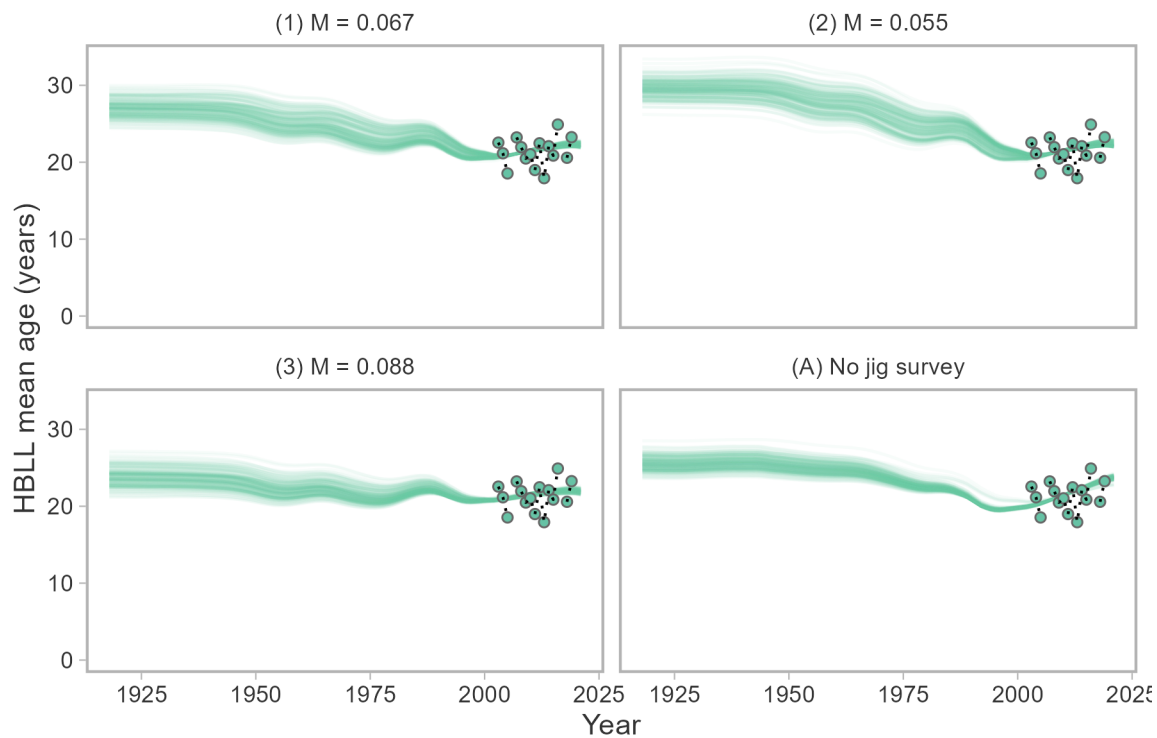 (1) M = 0.067
(2) M = 0.055
30
20
10
0
(3) M = 0.088
(A) No jig survey
30
20
10
0
HBLL mean age (years)
1925 1950 1975 2000 2025 1925 1950 1975 2000 2025
Year